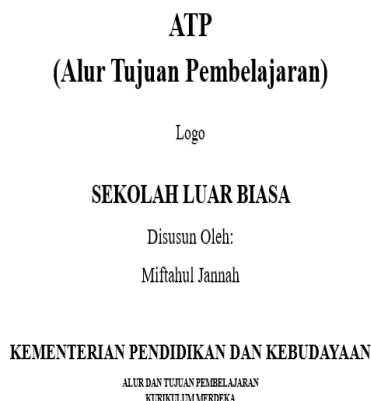 ATP
(Alur Tujuan Pembelajaran)
Logo
SEKOLAH LUAR BIASA
Disusun Oleh:
Miftahul Jannah
KEMENTERIAN PENDIDIKAN DAN KEBUDAYAAN
ALUR DAN TUJUAN PEMBELAJARAN
KURIKULUM MERDEKA